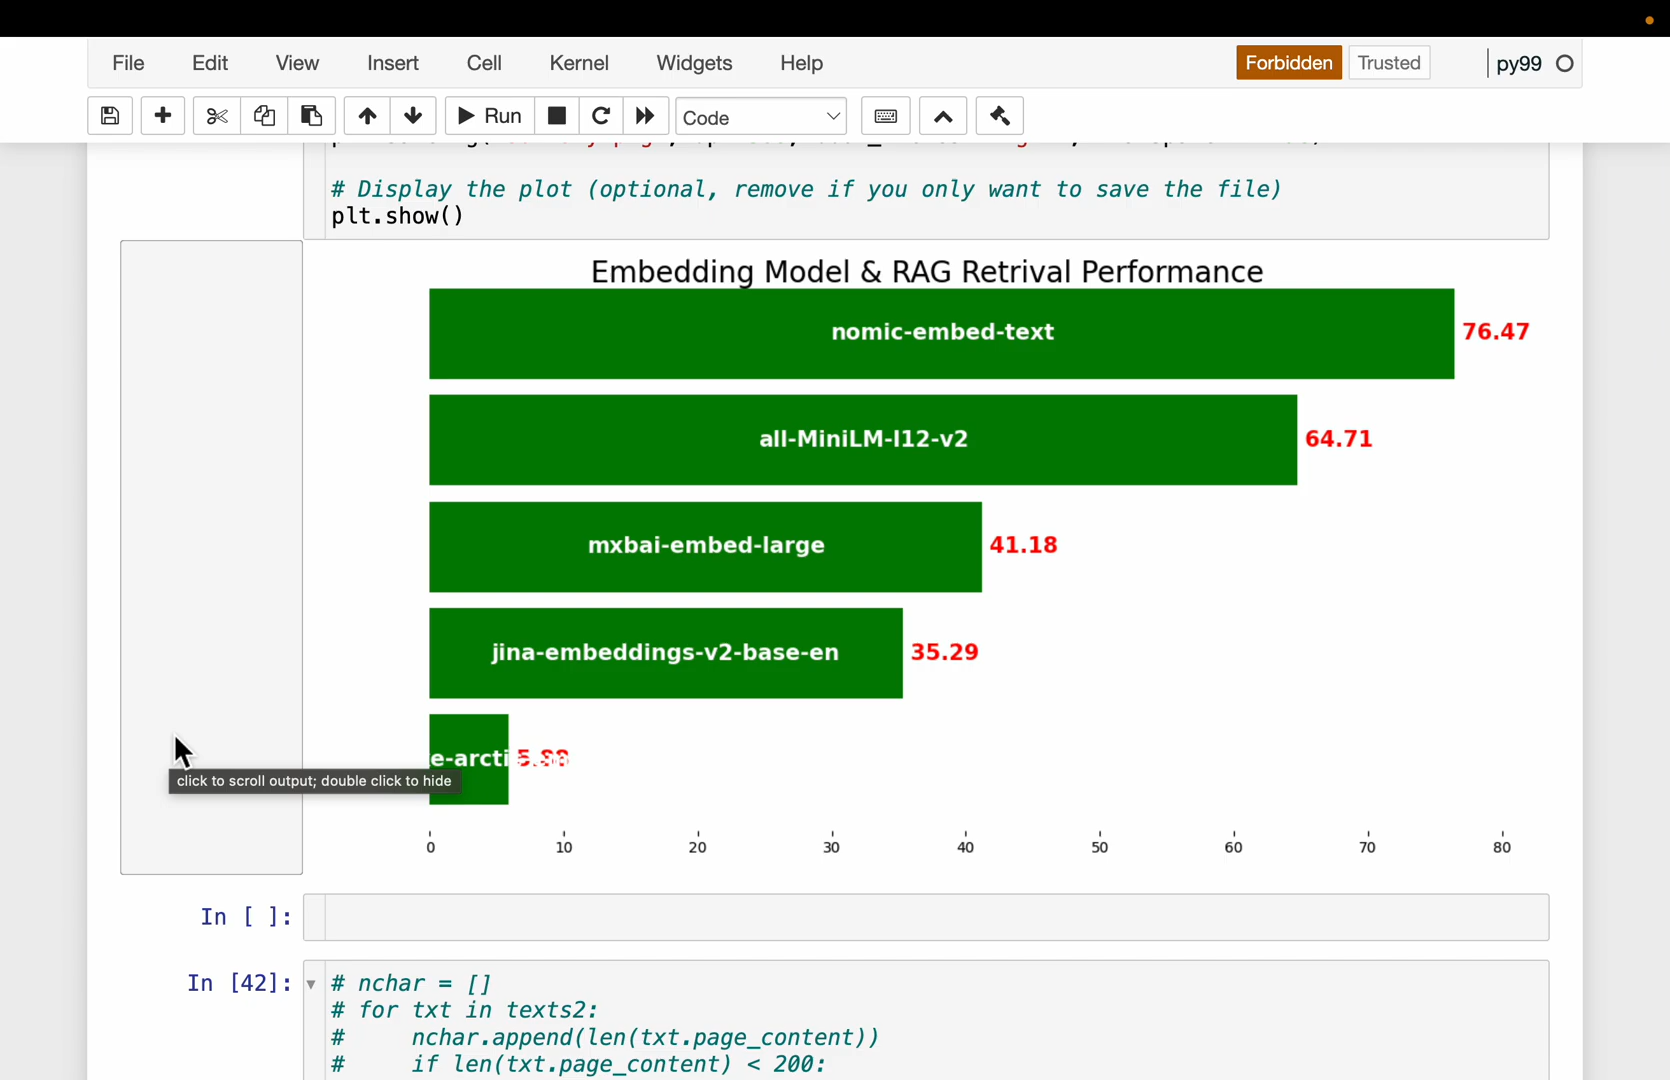 File Edit View Insert Cell Kernel Widgets Help Forbidden Trusted py99
Run Code
# Display the plot (optional, remove if you only want to save the file)
plt.show()
Embedding Model & RAG Retrival Performance
nomic-embed-text 76.47
all-MiniLM-l12-v2 64.71
mxbai-embed-large 41.18
jina-embeddings-v2-base-en 35.29
e-arcti 5.88
click to scroll output; double click to hide
0 10 20 30 40 50 60 70 80
In [ ]:
In [42]: # nchar = []
# for txt in texts2:
# nchar.append(len(txt.page_content))
# if len(txt.page_content) < 200: